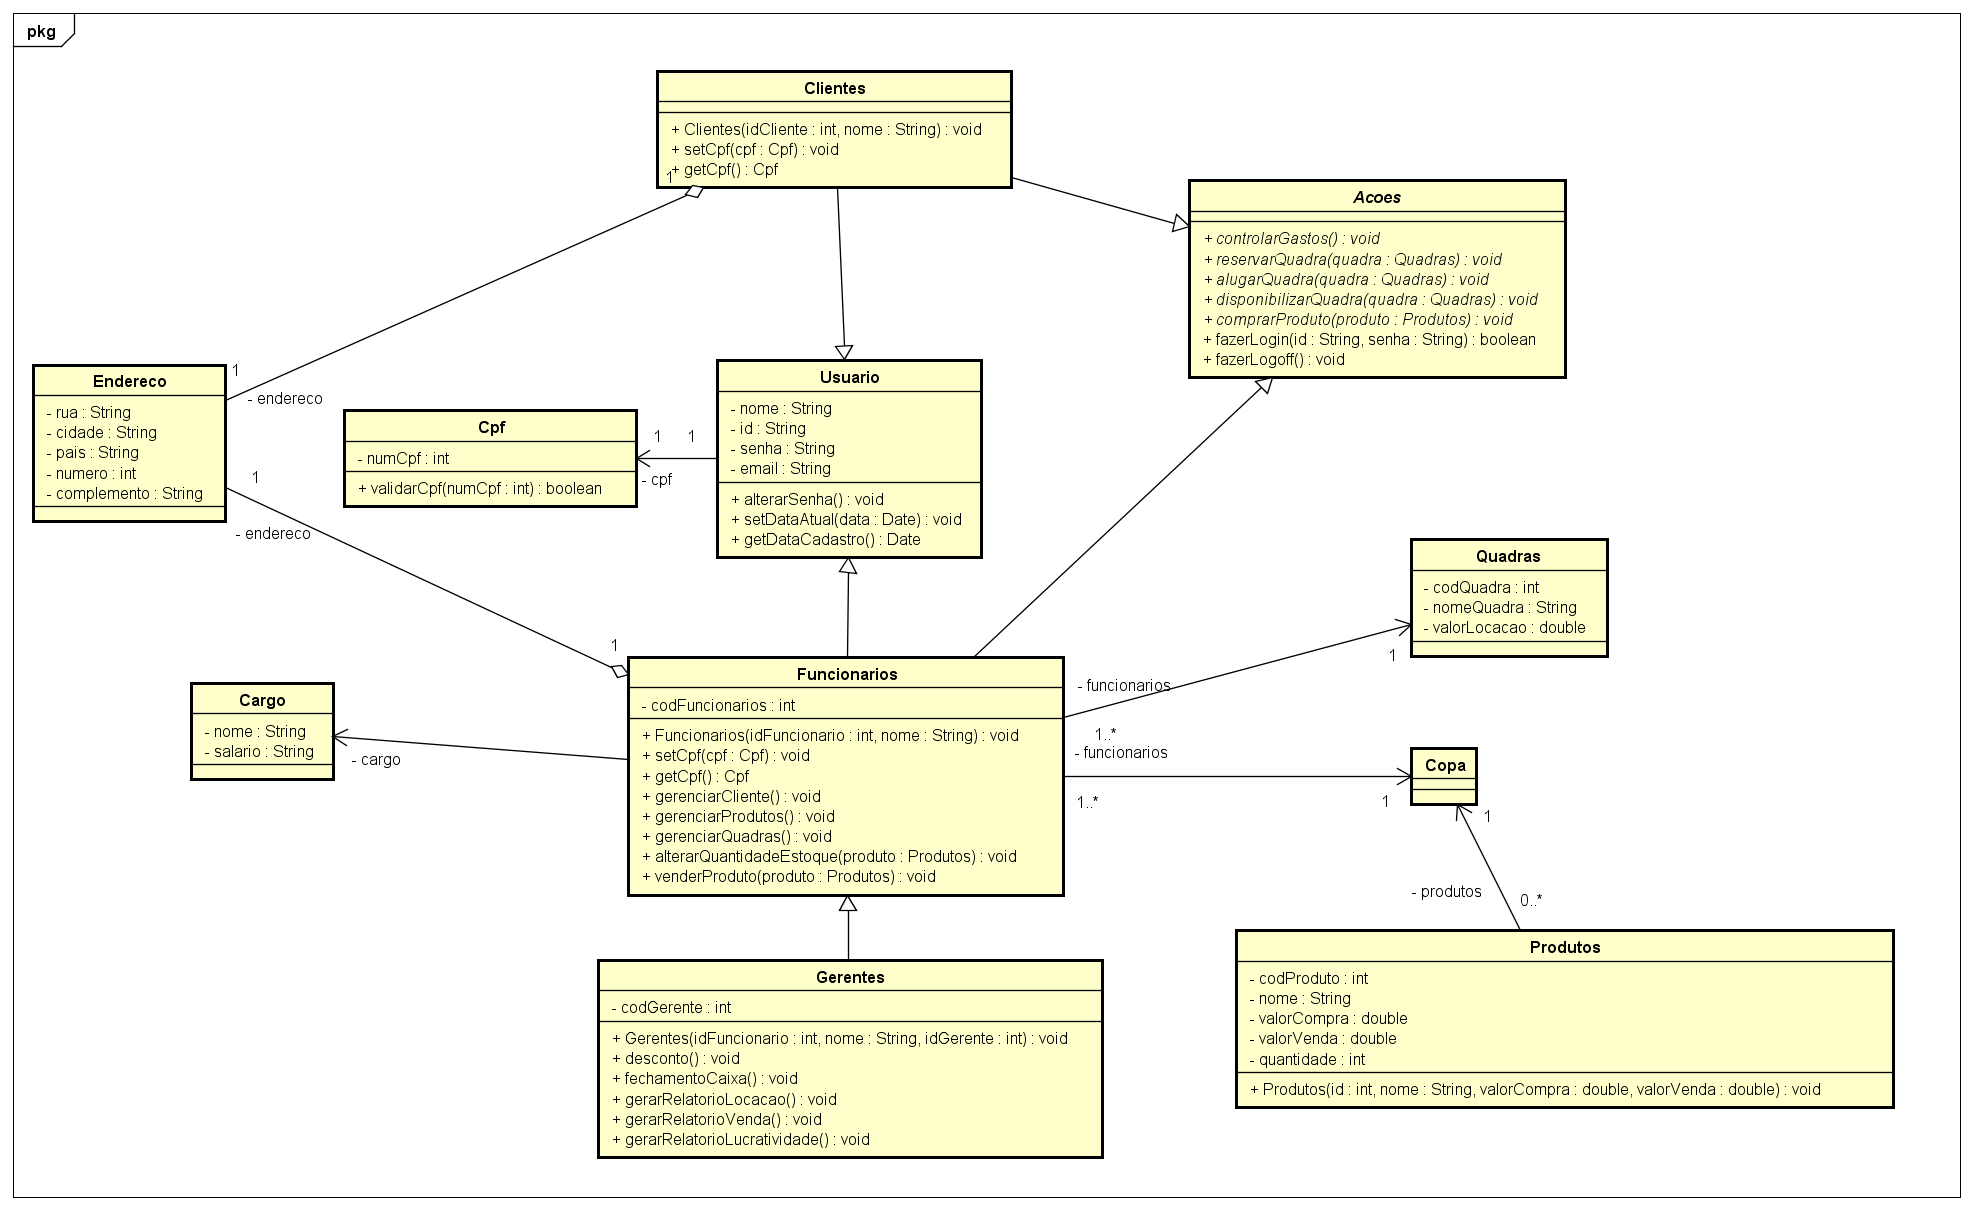 pkg
Clientes
+ Clientes(idCliente : int, nome : String) : void
+ setCpf(cpf : Cpf) : void
+ getCpf() : Cpf
1
Acoes
+ controlarGastos() : void
+ reservarQuadra(quadra : Quadras) : void
+ alugarQuadra(quadra : Quadras) : void
+ disponibilizarQuadra(quadra : Quadras) : void
+ comprarProduto(produto : Produtos) : void
+ fazerLogin(id : String, senha : String) : boolean
+ fazerLogoff() : void
Endereco
- rua : String
- cidade : String
- pais : String
- numero : int
- complemento : String
1
- endereco
1
- endereco
Cpf
- numCpf : int
+ validarCpf(numCpf : int) : boolean
1
1
- cpf
Usuario
- nome : String
- id : String
- senha : String
- email : String
+ alterarSenha() : void
+ setDataAtual(data : Date) : void
+ getDataCadastro() : Date
Quadras
- codQuadra : int
- nomeQuadra : String
- valorLocacao : double
1
- funcionarios
1..*
Cargo
- nome : String
- salario : String
- cargo
1
Funcionarios
- codFuncionarios : int
+ Funcionarios(idFuncionario : int, nome : String) : void
+ setCpf(cpf : Cpf) : void
+ getCpf() : Cpf
+ gerenciarCliente() : void
+ gerenciarProdutos() : void
+ gerenciarQuadras() : void
+ alterarQuantidadeEstoque(produto : Produtos) : void
+ venderProduto(produto : Produtos) : void
- funcionarios
1..*
1
Copa
1
- produtos
0..*
Gerentes
- codGerente : int
+ Gerentes(idFuncionario : int, nome : String, idGerente : int) : void
+ desconto() : void
+ fechamentoCaixa() : void
+ gerarRelatorioLocacao() : void
+ gerarRelatorioVenda() : void
+ gerarRelatorioLucratividade() : void
Produtos
- codProduto : int
- nome : String
- valorCompra : double
- valorVenda : double
- quantidade : int
+ Produtos(id : int, nome : String, valorCompra : double, valorVenda : double) : void